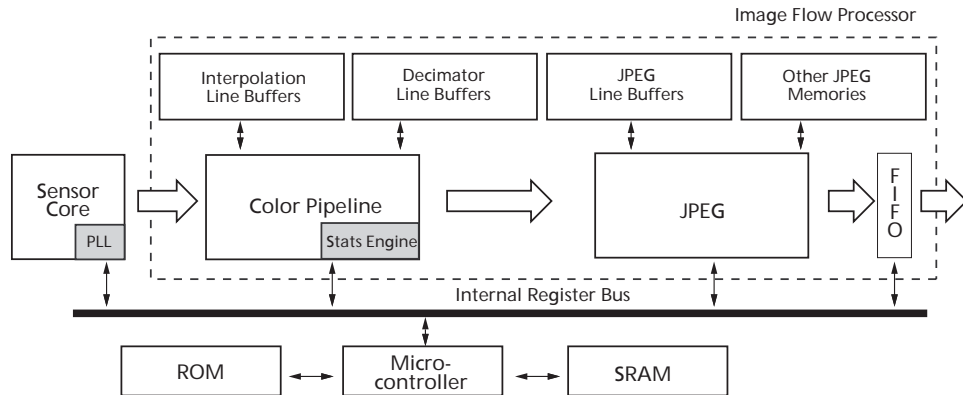 Image Flow Processor
Interpolation
Line Buffers
Decimator
Line Buffers
JPEG
Line Buffers
Other JPEG
Memories
Sensor
Core
PLL
Color Pipeline
Stats Engine
JPEG
F
I
F
O
Internal Register Bus
ROM
Micro-
controller
SRAM